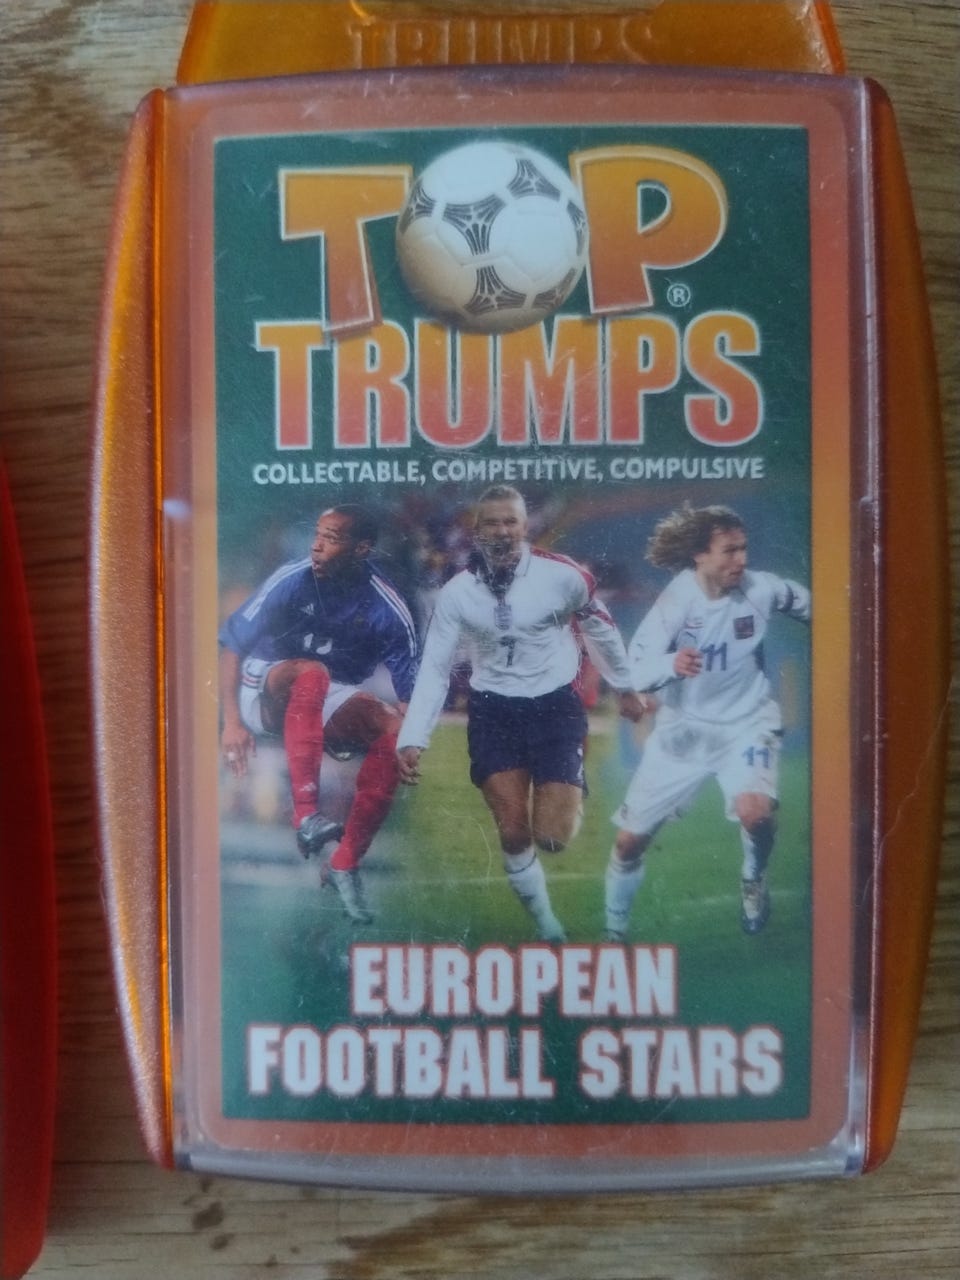 TRUMPS
TOP®
TRUMPS
COLLECTABLE, COMPETITIVE, COMPULSIVE
7
11
11
EUROPEAN
FOOTBALL STARS